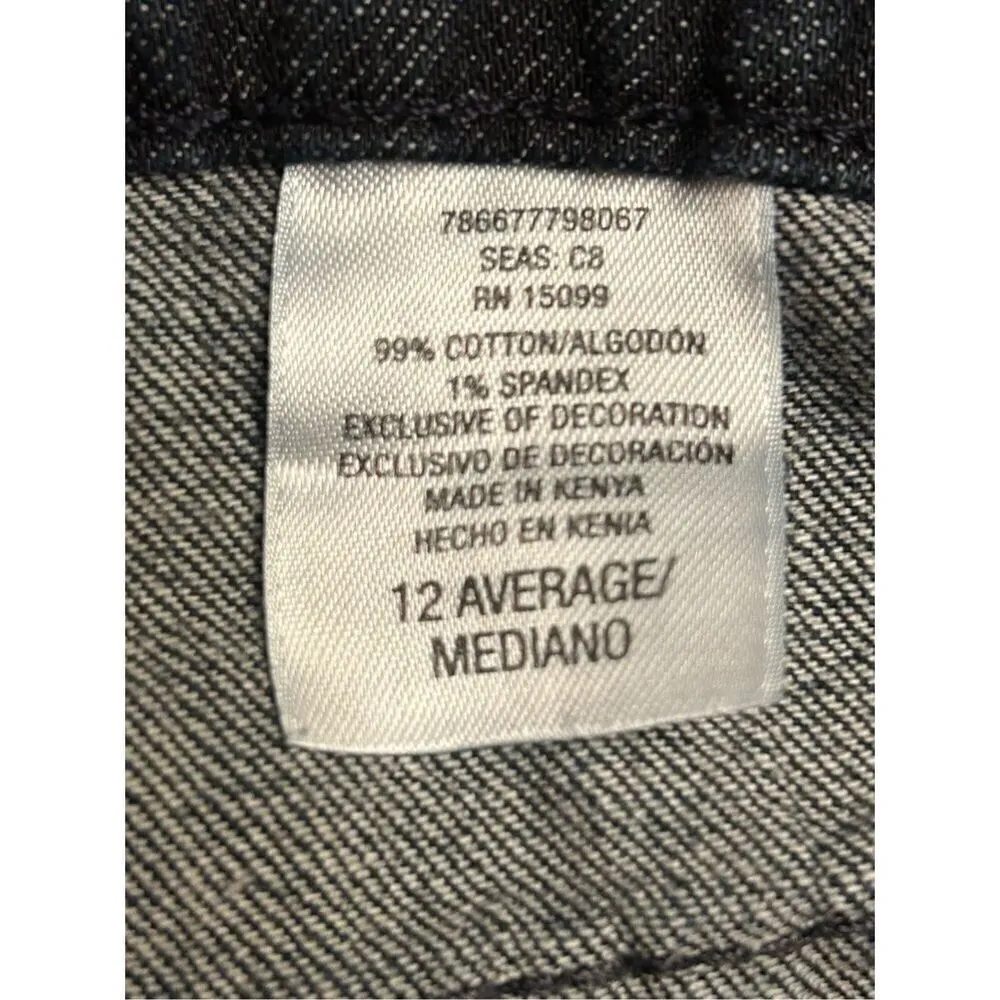 786677798067
SEAS: C8
RN 15099
99% COTTON/ALGODÓN
1% SPANDEX
EXCLUSIVE OF DECORATION
EXCLUSIVO DE DECORACIÓN
MADE IN KENYA
HECHO EN KENIA
12 AVERAGE/
MEDIANO